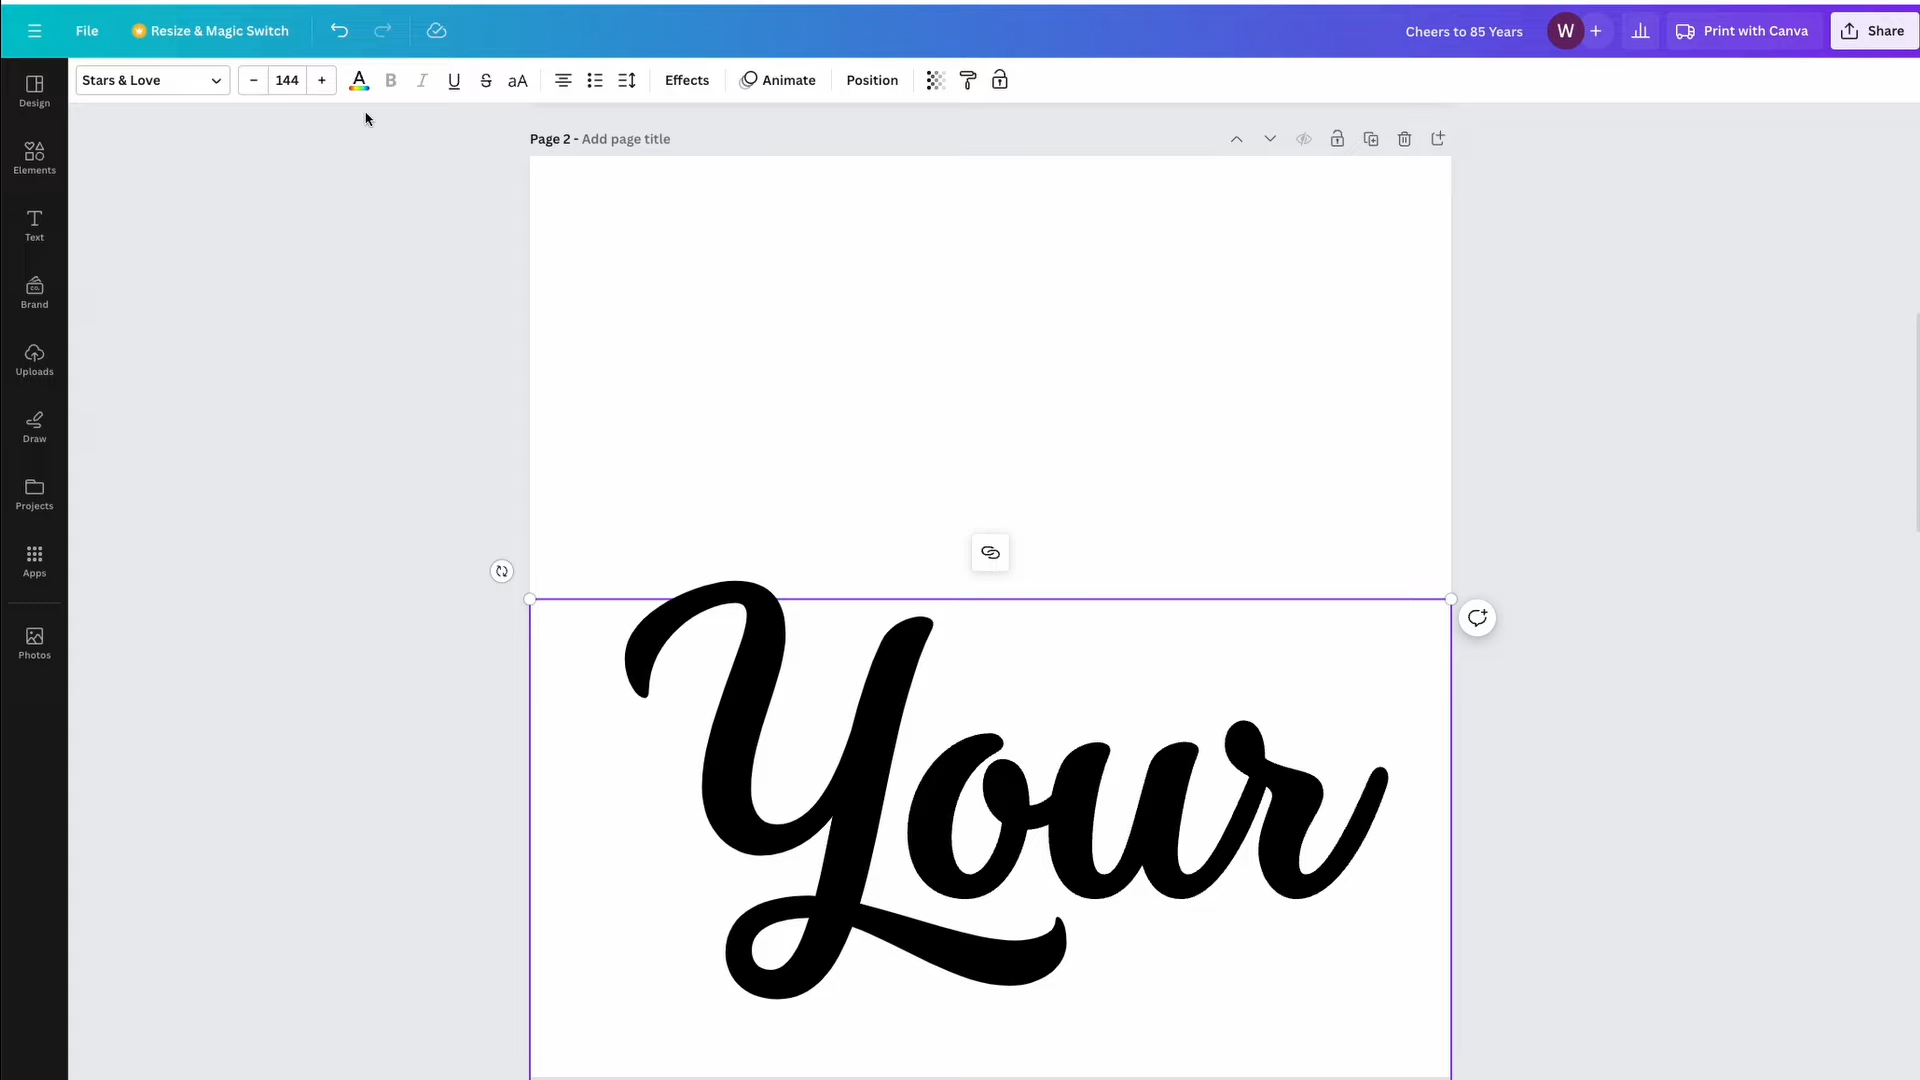 File Resize & Magic Switch Cheers to 85 Years W Print with Canva Share
Stars & Love 144 A B I U S aA Effects Animate Position
Design
Elements
Text
Brand
Uploads
Draw
Projects
Apps
Photos
Page 2 - Add page title
Your